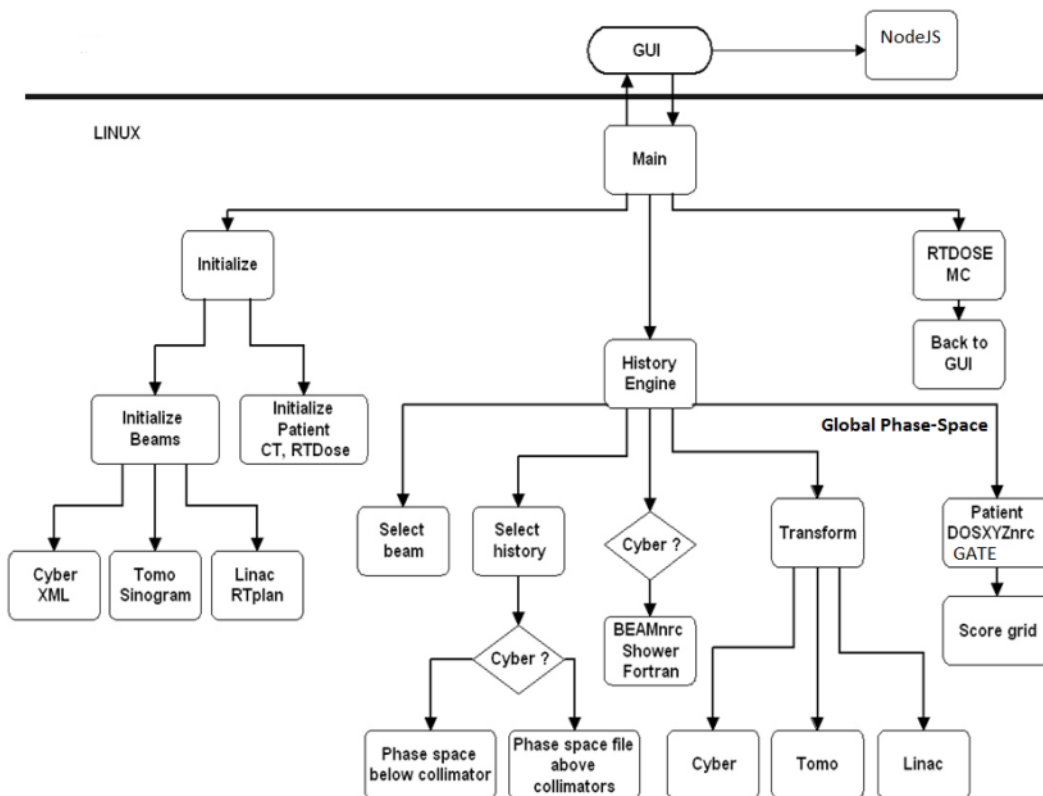 GUI
NodeJS
LINUX
Main
Initialize
RTDOSE
MC
Back to
GUI
History
Engine
Initialize
Beams
Initialize
Patient
CT, RTDose
Global Phase-Space
Select
beam
Select
history
Cyber ?
Transform
Patient
DOSXYZnrc
GATE
Cyber
XML
Tomo
Sinogram
Linac
RTplan
BEAMnrc
Shower
Fortran
Score grid
Cyber ?
Phase space
below collimator
Phase space file
above
collimators
Cyber
Tomo
Linac